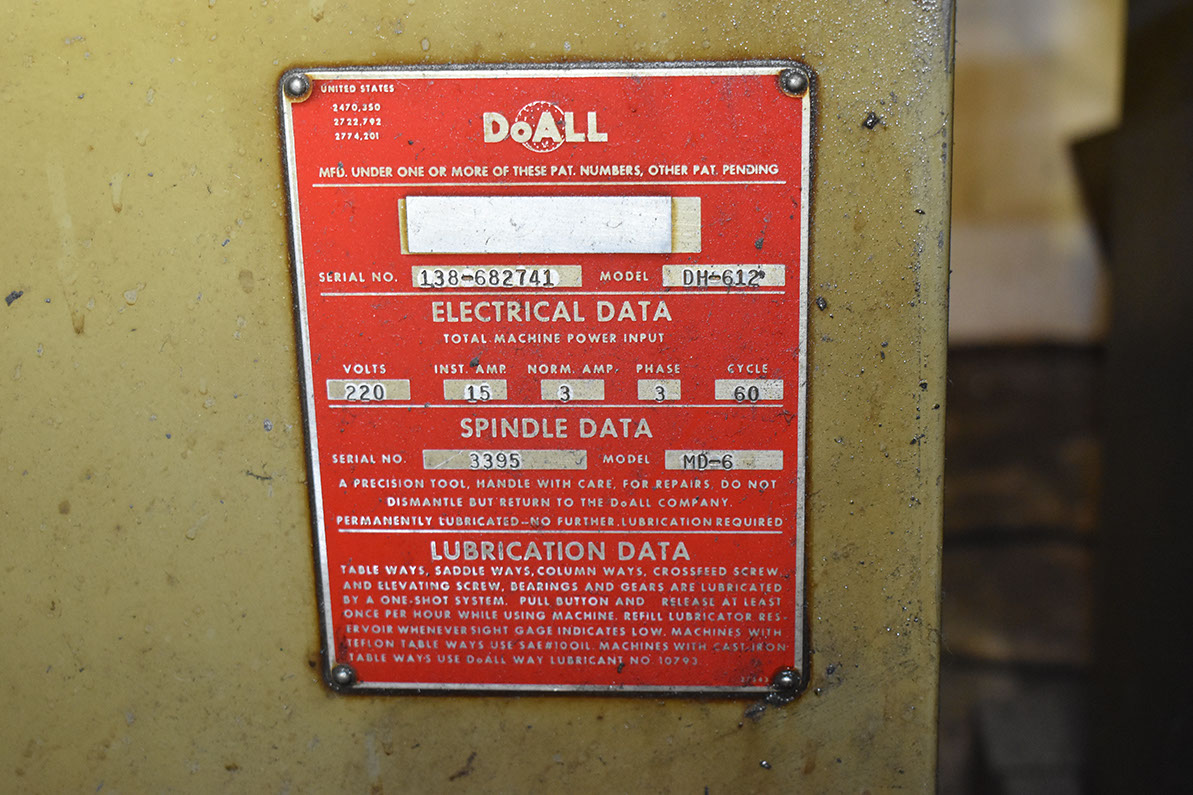 UNITED STATES
2470,350
2722,792
2774,201
DoALL
MFD. UNDER ONE OR MORE OF THESE PAT. NUMBERS, OTHER PAT. PENDING
SERIAL NO. 138-682741 MODEL DH-612
ELECTRICAL DATA
TOTAL MACHINE POWER INPUT
VOLTS INST. AMP. NORM. AMP. PHASE CYCLE
220 15 3 3 60
SPINDLE DATA
SERIAL NO. 3395 MODEL MD-6
A PRECISION TOOL, HANDLE WITH CARE, FOR REPAIRS, DO NOT
DISMANTLE BUT RETURN TO THE DoALL COMPANY.
PERMANENTLY LUBRICATED—NO FURTHER LUBRICATION REQUIRED
LUBRICATION DATA
TABLE WAYS, SADDLE WAYS, COLUMN WAYS, CROSSFEED SCREW,
AND ELEVATING SCREW, BEARINGS AND GEARS ARE LUBRICATED
BY A ONE-SHOT SYSTEM. PULL BUTTON AND RELEASE AT LEAST
ONCE PER HOUR WHILE USING MACHINE. REFILL LUBRICATOR RES-
ERVOIR WHENEVER SIGHT GAGE INDICATES LOW. MACHINES WITH
TEFLON TABLE WAYS USE SAE#10OIL. MACHINES WITH CAST-IRON
TABLE WAYS USE DoALL WAY LUBRICANT NO. 10793.